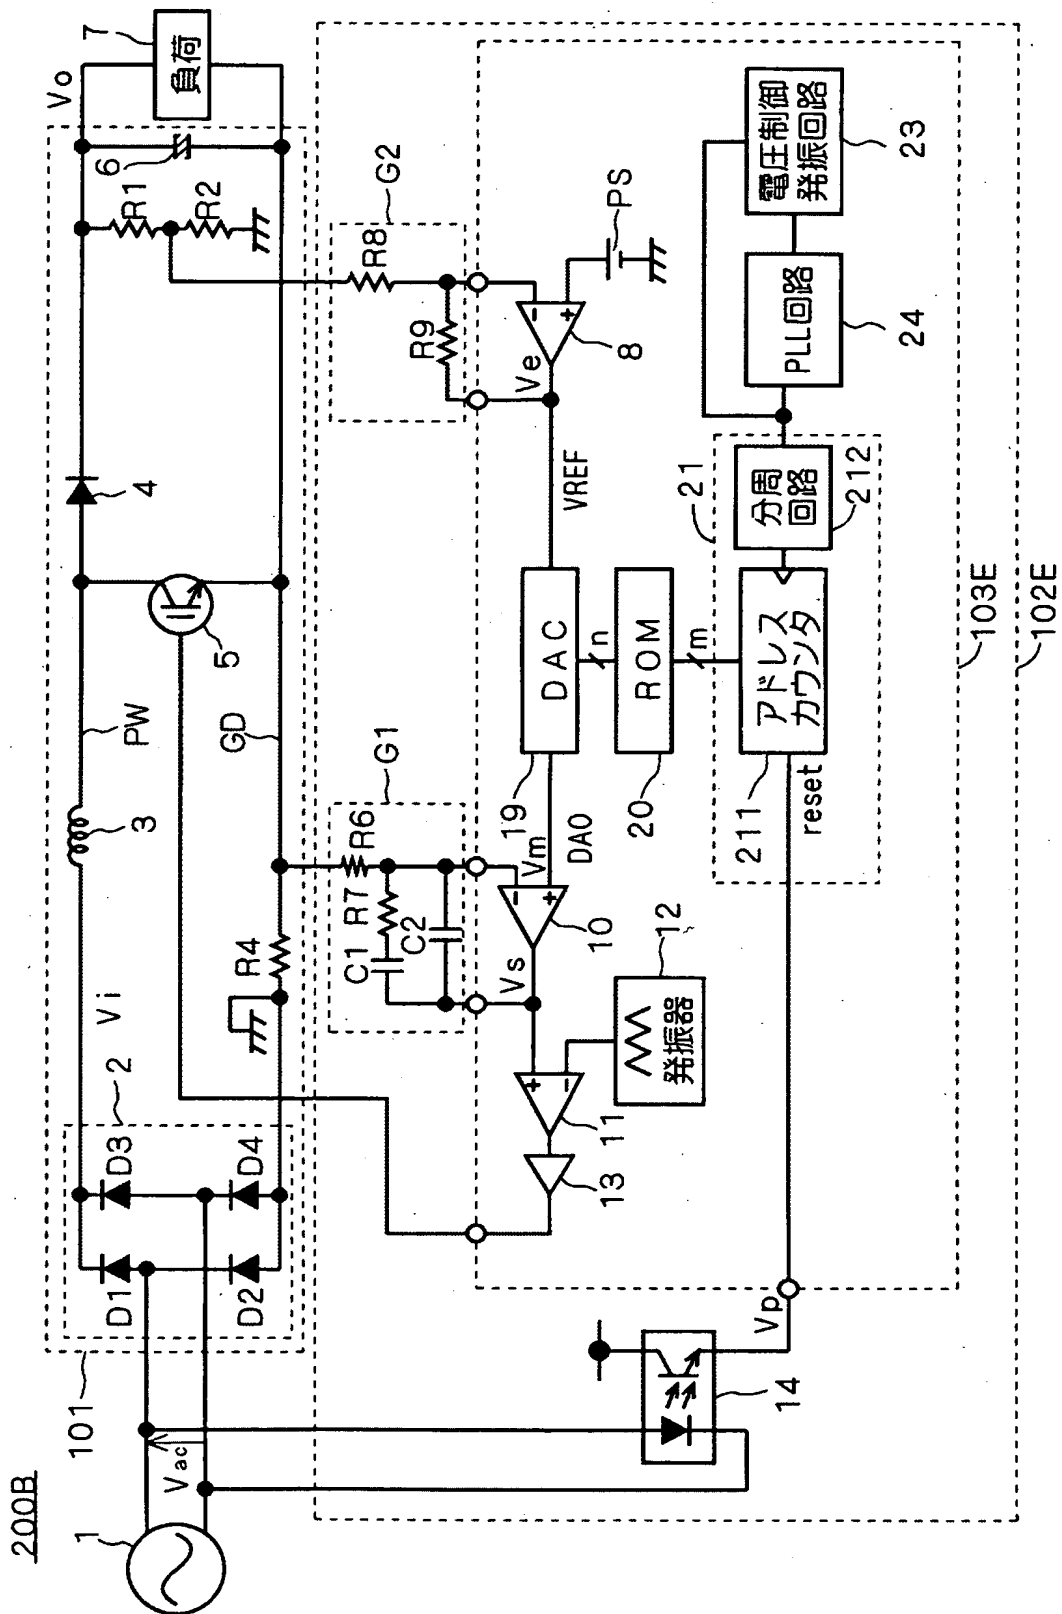 200B
1
Vac
101
D1
D3
D2
D4
2
Vi
R4
3
PW
GD
5
4
R1
R2
6
Vo
7
負荷
G1
R6
R7
C1
C2
G2
R8
R9
Ve
8
PS
VREF
Vm
DAO
Vs
10
11
12
発振器
13
14
Vp
19
DAC
n
20
ROM
m
21
211
アドレス
カウンタ
reset
分周
回路
212
PLL回路
24
電圧制御
発振回路
23
103E
102E